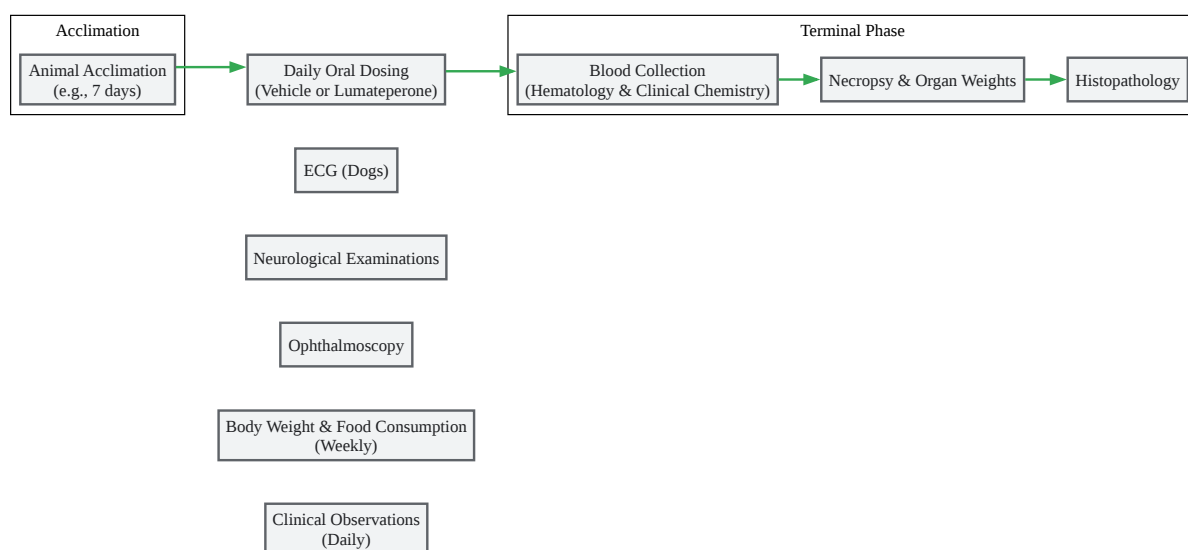 Acclimation
Animal Acclimation
(e.g., 7 days)
Daily Oral Dosing
(Vehicle or Lumateperone)
Terminal Phase
Blood Collection
(Hematology & Clinical Chemistry)
Necropsy & Organ Weights
Histopathology
ECG (Dogs)
Neurological Examinations
Ophthalmoscopy
Body Weight & Food Consumption
(Weekly)
Clinical Observations
(Daily)